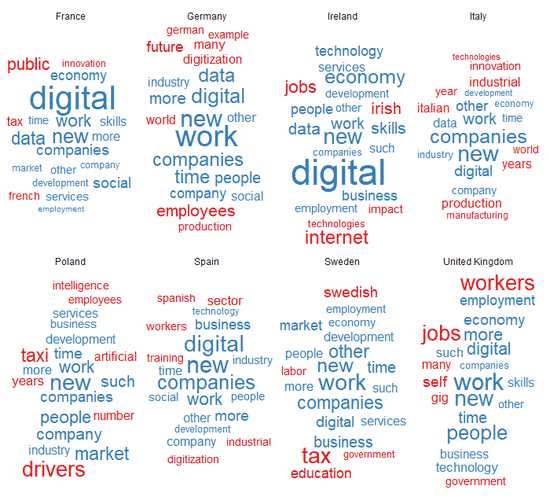 France
public innovation
economy
digital
tax time work skills
data new more
companies
market other company
development social
french services
employment
Germany
german example
future many
digitization
industry data
more digital
world new other
work
companies
time people
company social
employees
production
Ireland
technology
services
jobs economy
development
people other irish
data work skills
new
companies such
digital
business
employment impact
technologies
internet
Italy
technologies
innovation
industrial
year development
italian other economy
data work time
companies
industry new world
digital years
company
production
manufacturing
Poland
intelligence
employees
services
business
development
taxi time artificial
more work
years new such
companies
people number
company
industry market
drivers
Spain
spanish sector
technology
workers business
digital
training new industry
time
companies
social work people
other more
development
company industrial
digitization
Sweden
swedish
employment
market economy
development
people other
labor new time
more work such
companies
digital services
business
tax government
education
United Kingdom
workers
employment
economy
jobs more
such digital
many companies
self work skills
gig new other
time
people
business
technology
government